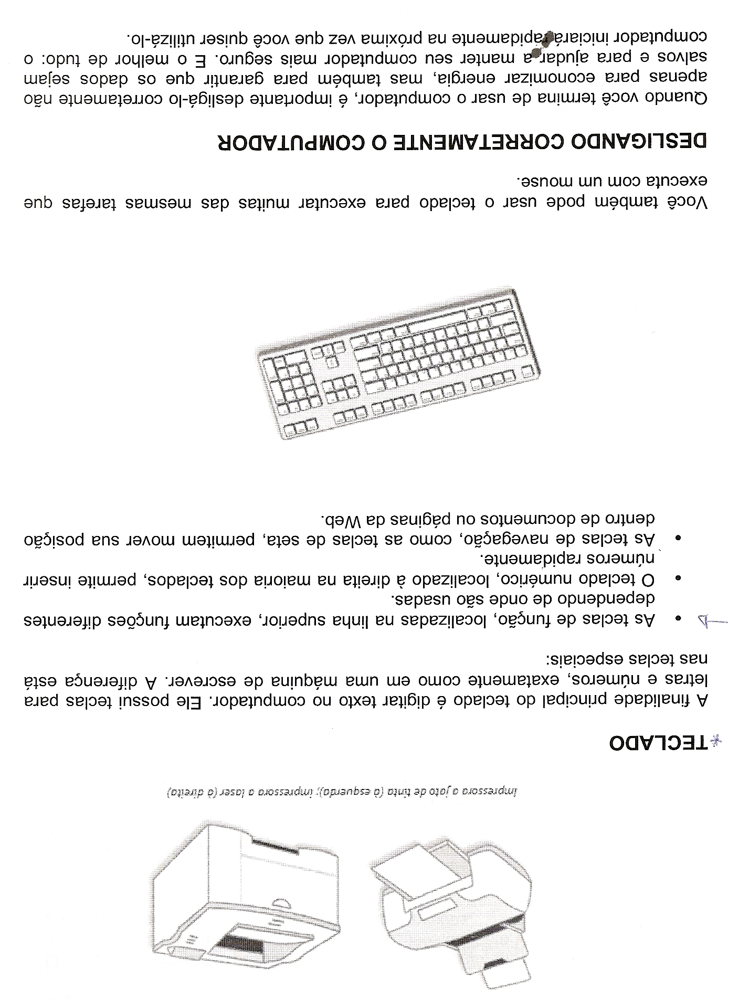 Impressora a jato de tinta (à esquerda); impressora a laser (à direita)
TECLADO
A finalidade principal do teclado é digitar texto no computador. Ele possui teclas para
letras e números, exatamente como em uma máquina de escrever. A diferença está
nas teclas especiais:
• As teclas de função, localizadas na linha superior, executam funções diferentes
dependendo de onde são usadas.
• O teclado numérico, localizado à direita na maioria dos teclados, permite inserir
números rapidamente.
• As teclas de navegação, como as teclas de seta, permitem mover sua posição
dentro de documentos ou páginas da Web.
Você também pode usar o teclado para executar muitas das mesmas tarefas que
executa com um mouse.
DESLIGANDO CORRETAMENTE O COMPUTADOR
Quando você termina de usar o computador, é importante desligá-lo corretamente não
apenas para economizar energia, mas também para garantir que os dados sejam
salvos e para ajudar a manter seu computador mais seguro. E o melhor de tudo: o
computador iniciará rapidamente na próxima vez que você quiser utilizá-lo.